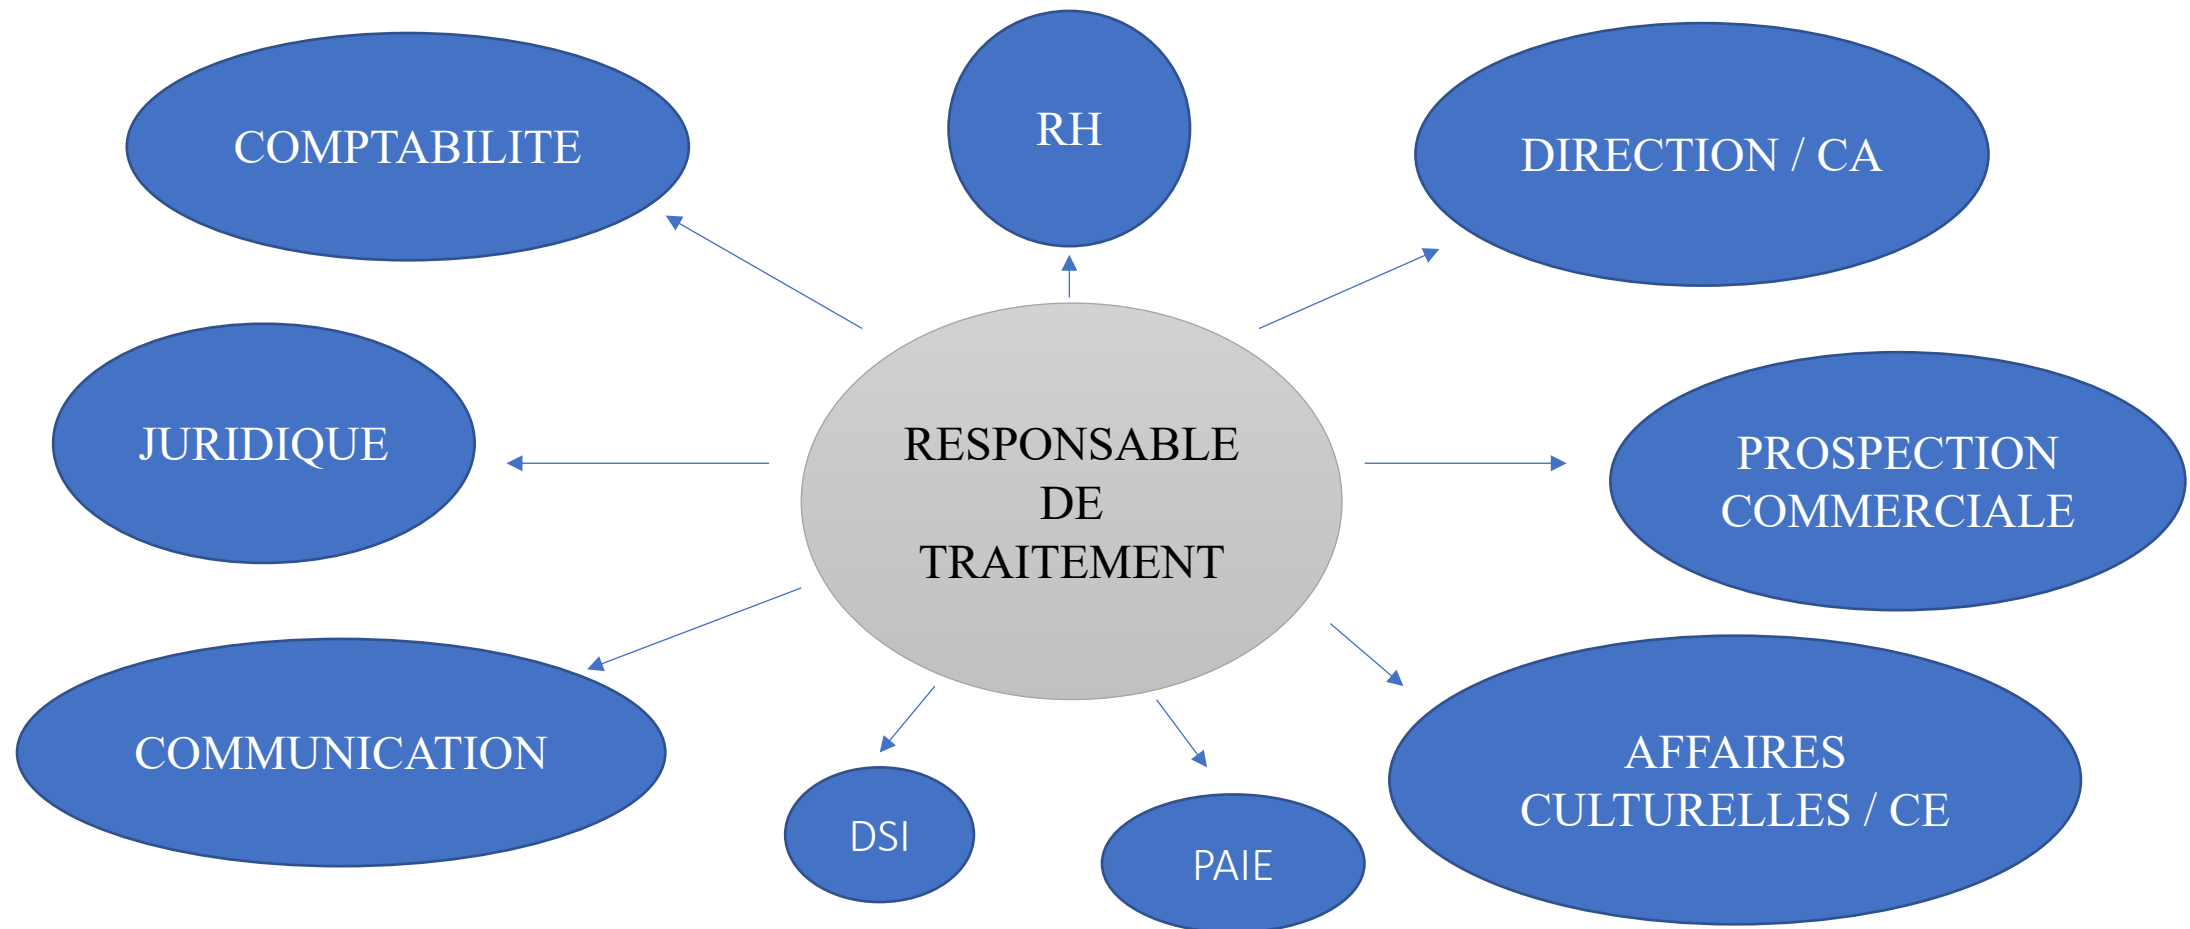 COMPTABILITE
RH
DIRECTION / CA
JURIDIQUE
RESPONSABLE
DE
TRAITEMENT
PROSPECTION
COMMERCIALE
COMMUNICATION
DSI
PAIE
AFFAIRES
CULTURELLES / CE